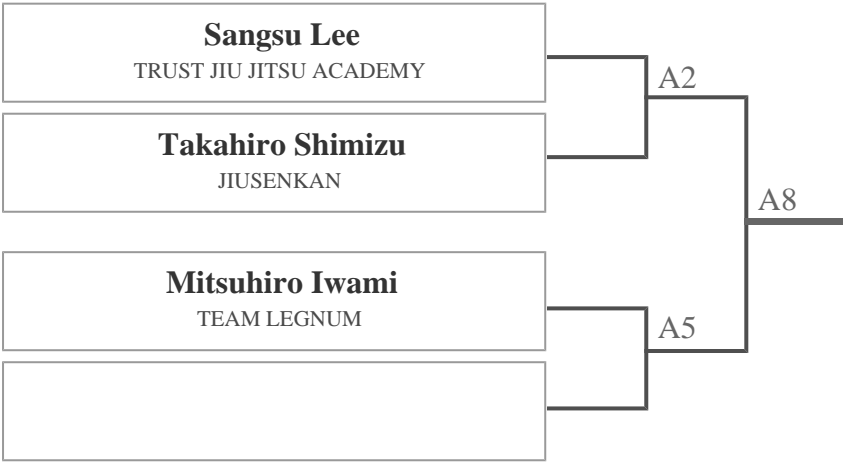 Sangsu Lee
TRUST JIU JITSU ACADEMY
A2
Takahiro Shimizu
JIUSENKAN
A8
Mitsuhiro Iwami
TEAM LEGNUM
A5